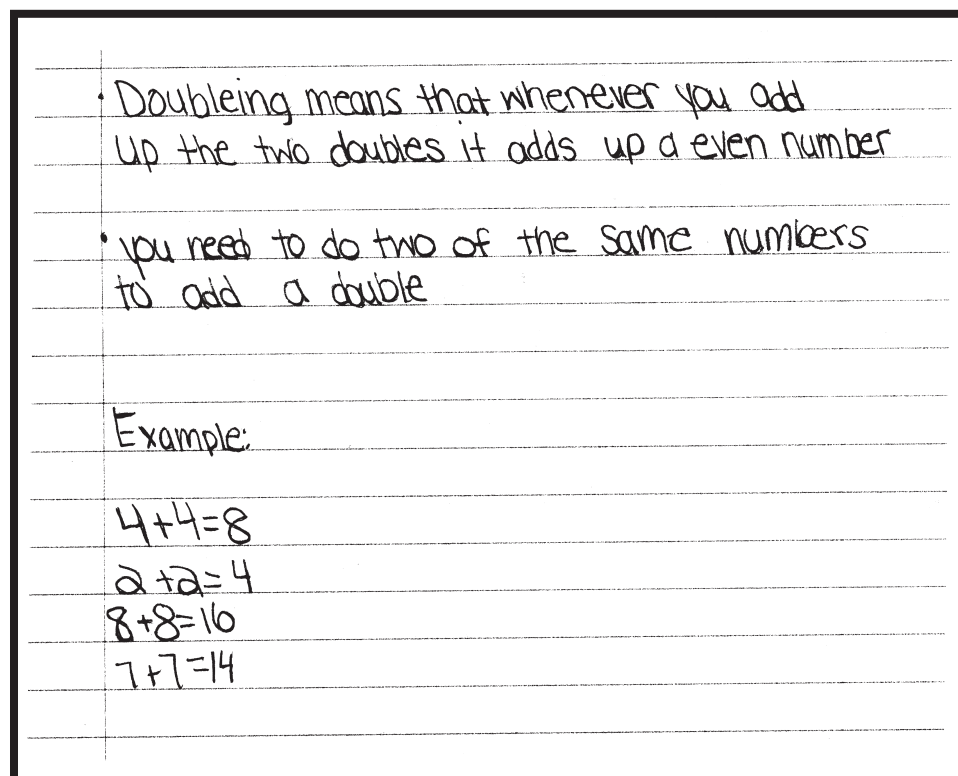 • Doubleing means that whenever you add
up the two doubles it adds up a even number
• you need to do two of the same numbers
to add a double
Example:
4+4=8
2+2=4
8+8=16
7+7=14